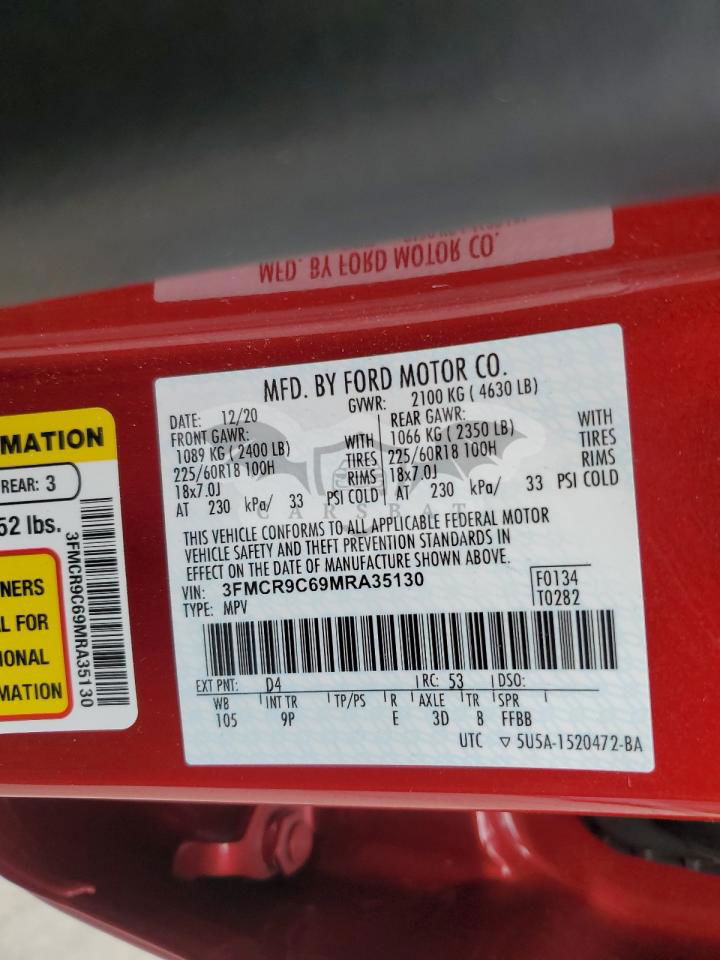 MFD. BY FORD MOTOR CO.
MFD. BY FORD MOTOR CO.
DATE: 12/20 GVWR: 2100 KG ( 4630 LB)
FRONT GAWR: REAR GAWR:
1089 KG (2400 LB) WITH 1066 KG ( 2350 LB) WITH
225/60R18 100H TIRES 225/60R18 100H TIRES
18x7.0J RIMS 18x7.0J RIMS
AT 230 kPa/ 33 PSI COLD AT 230 kPa/ 33 PSI COLD
CARSBAT
THIS VEHICLE CONFORMS TO ALL APPLICABLE FEDERAL MOTOR
VEHICLE SAFETY AND THEFT PREVENTION STANDARDS IN
EFFECT ON THE DATE OF MANUFACTURE SHOWN ABOVE.
VIN: 3FMCR9C69MRA35130 F0134
TYPE: MPV T0282
EXT PNT: D4 RC: 53 DSO:
WB INT TR TP/PS R AXLE TR SPR
105 9P E 3D B FFBB
UTC 5U5A-1520472-BA
MATION
REAR: 3
52 lbs.
NERS
L FOR
IONAL
MATION
3FMCR9C69MRA35130